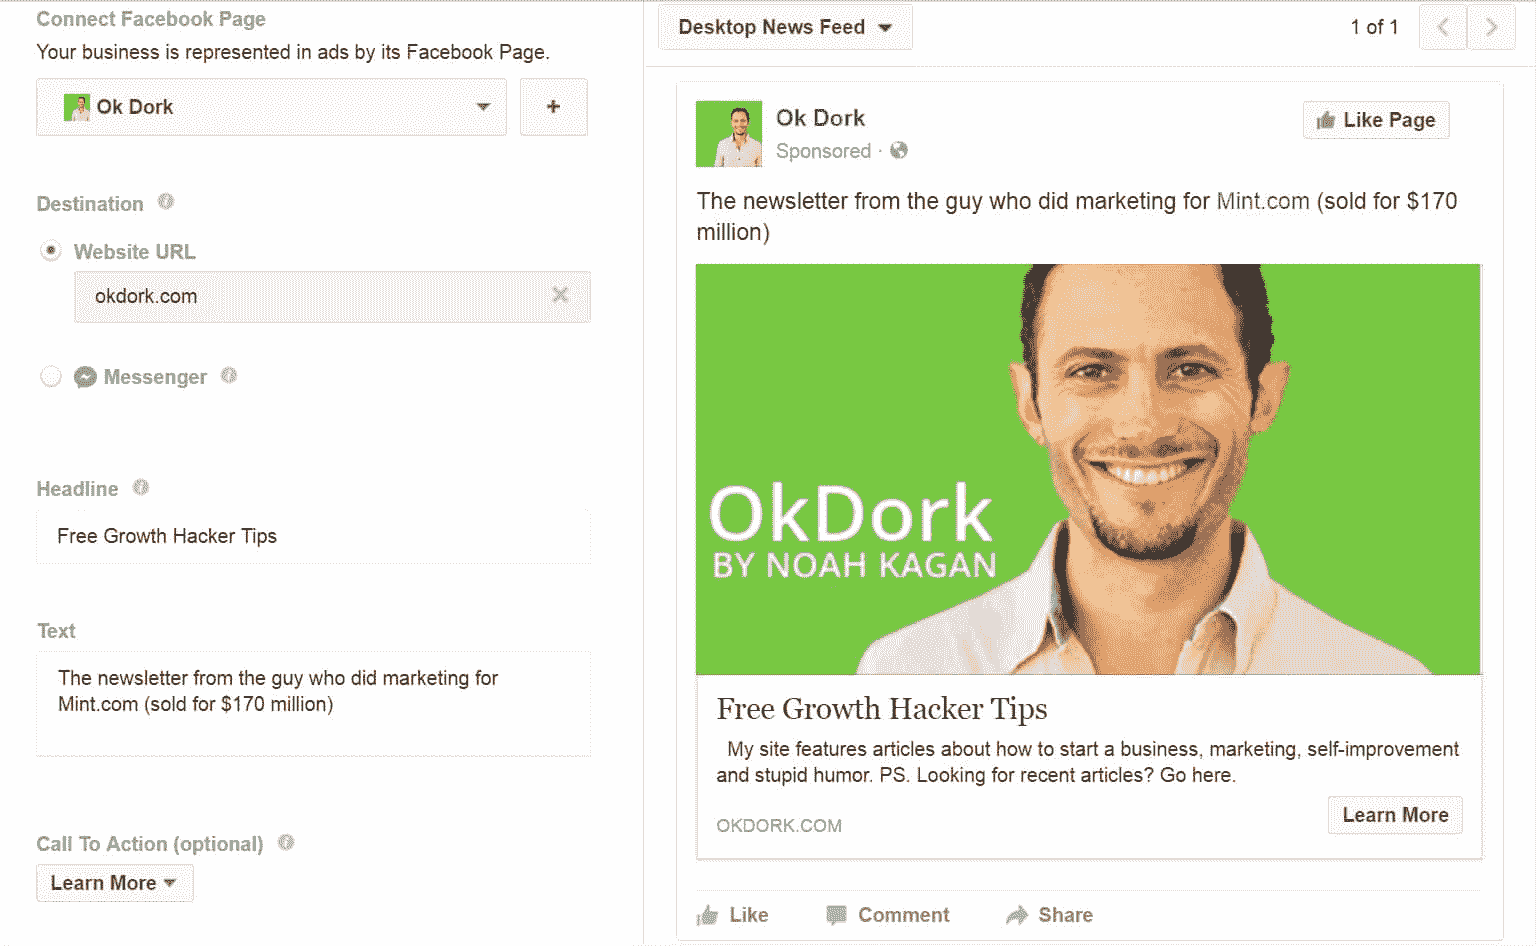 Connect Facebook Page
Your business is represented in ads by its Facebook Page.
Ok Dork
+
Destination
Website URL
okdork.com
Messenger
Headline
Free Growth Hacker Tips
Text
The newsletter from the guy who did marketing for
Mint.com (sold for $170 million)
Call To Action (optional)
Learn More
Desktop News Feed
1 of 1
Ok Dork
Like Page
Sponsored ·
The newsletter from the guy who did marketing for Mint.com (sold for $170
million)
OkDork
BY NOAH KAGAN
Free Growth Hacker Tips
My site features articles about how to start a business, marketing, self-improvement
and stupid humor. PS. Looking for recent articles? Go here.
Learn More
OKDORK.COM
Like
Comment
Share